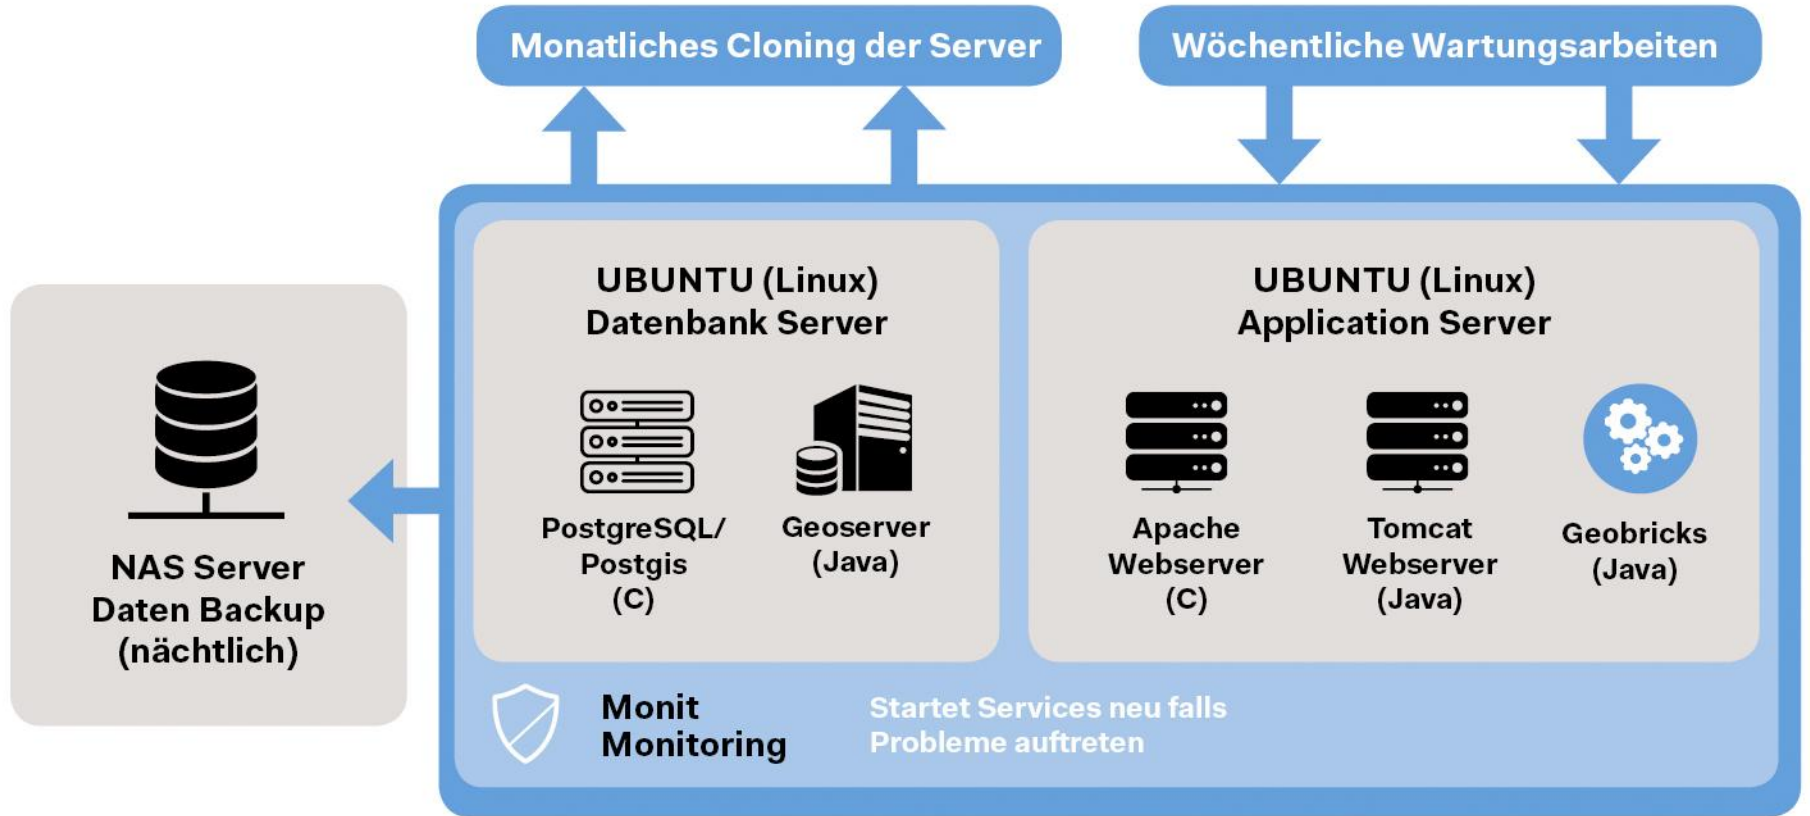 Monatliches Cloning der Server
Wöchentliche Wartungsarbeiten
NAS Server
Daten Backup
(nächtlich)
UBUNTU (Linux)
Datenbank Server
PostgreSQL/
Postgis
(C)
Geoserver
(Java)
UBUNTU (Linux)
Application Server
Apache
Webserver
(C)
Tomcat
Webserver
(Java)
Geobricks
(Java)
Monit
Monitoring
Startet Services neu falls
Probleme auftreten